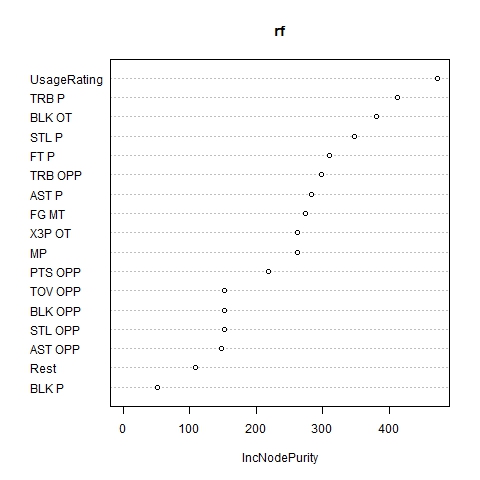 rf
UsageRating
TRB P
BLK OT
STL P
FT P
TRB OPP
AST P
FG MT
X3P OT
MP
PTS OPP
TOV OPP
BLK OPP
STL OPP
AST OPP
Rest
BLK P
0 100 200 300 400
IncNodePurity